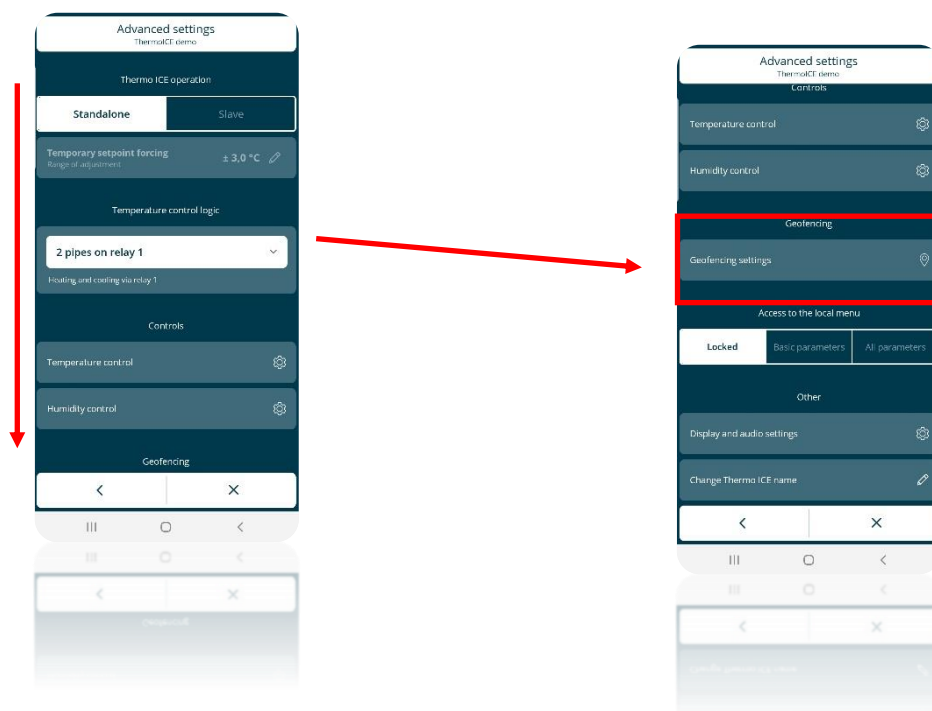 Advanced settings
ThermoICE demo
Thermo ICE operation
Standalone
Slave
Temporary setpoint forcing
Range of adjustment
± 3,0 °C
Temperature control logic
2 pipes on relay 1
Heating and cooling via relay 1
Controls
Temperature control
Humidity control
Geofencing
Advanced settings
ThermoICE demo
Controls
Temperature control
Humidity control
Geofencing
Geofencing settings
Access to the local menu
Locked
Basic parameters
All parameters
Other
Display and audio settings
Change Thermo ICE name